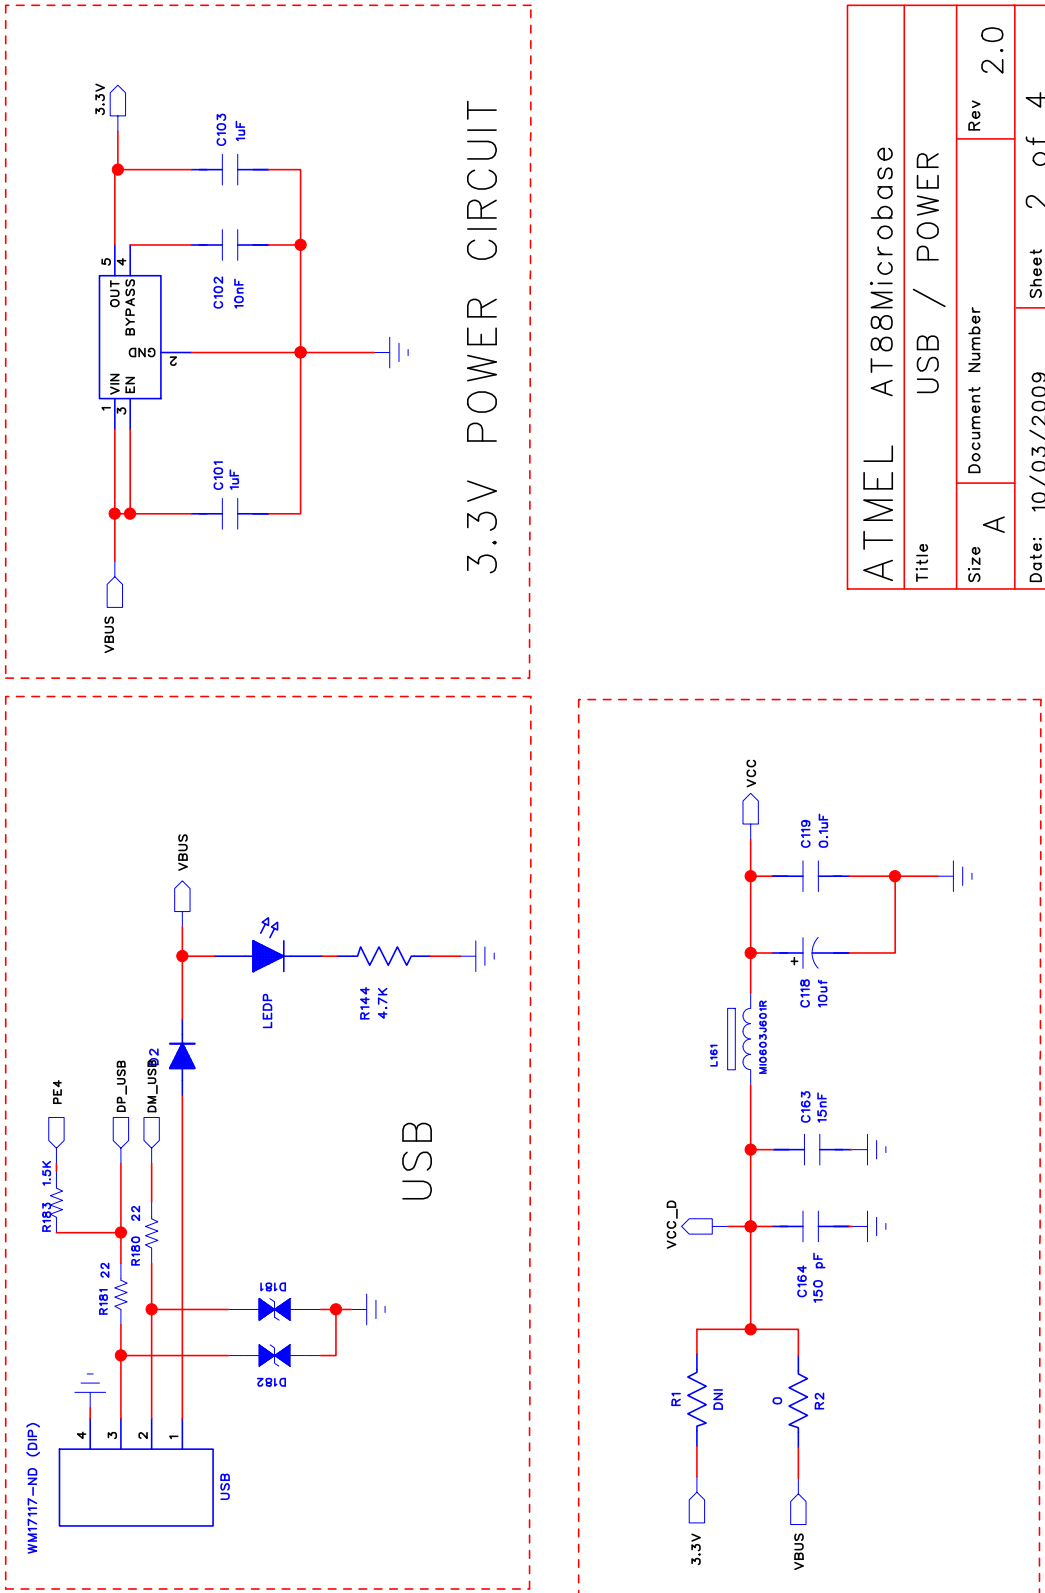 WM17117-ND (DIP)
USB
4
3
2
1
R181 22
R180 22
R183 1.5K
PE4
DP_USB
DM_USB
D2
VBUS
D182
D181
LEDP
R144
4.7K
USB
VBUS
1
3
VIN
EN
GND
2
OUT
BYPASS
5
4
3.3V
C101
1uF
C102
10nF
C103
1uF
3.3V POWER CIRCUIT
3.3V
VBUS
R1
DNI
0
R2
VCC_D
C164
150 pF
C163
15nF
L161
MI0603J601R
+
C118
10uf
C119
0.1uF
VCC
ATMEL AT88Microbase
Title
USB / POWER
Size
A
Document Number
Rev
2.0
Date: 10/03/2009
Sheet 2 of 4